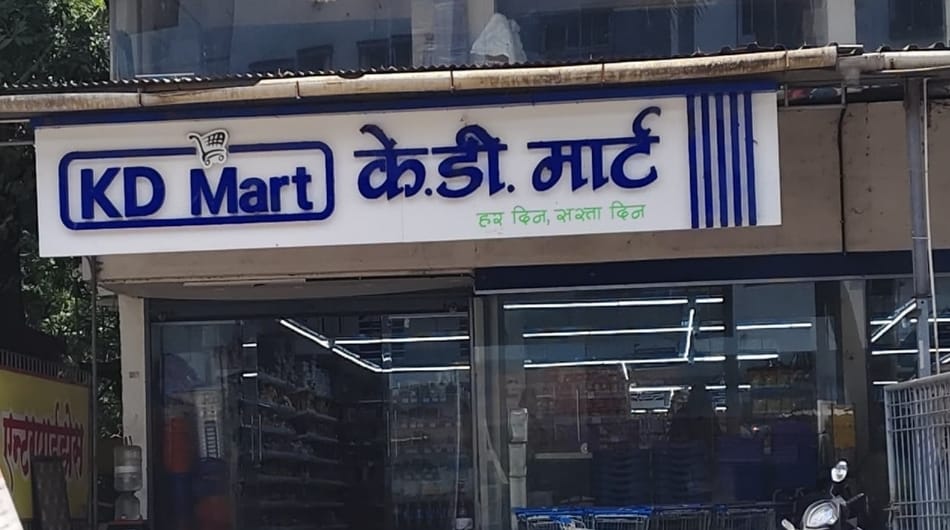 KD Mart
के.डी. मार्ट
हर दिन, सस्ता दिन